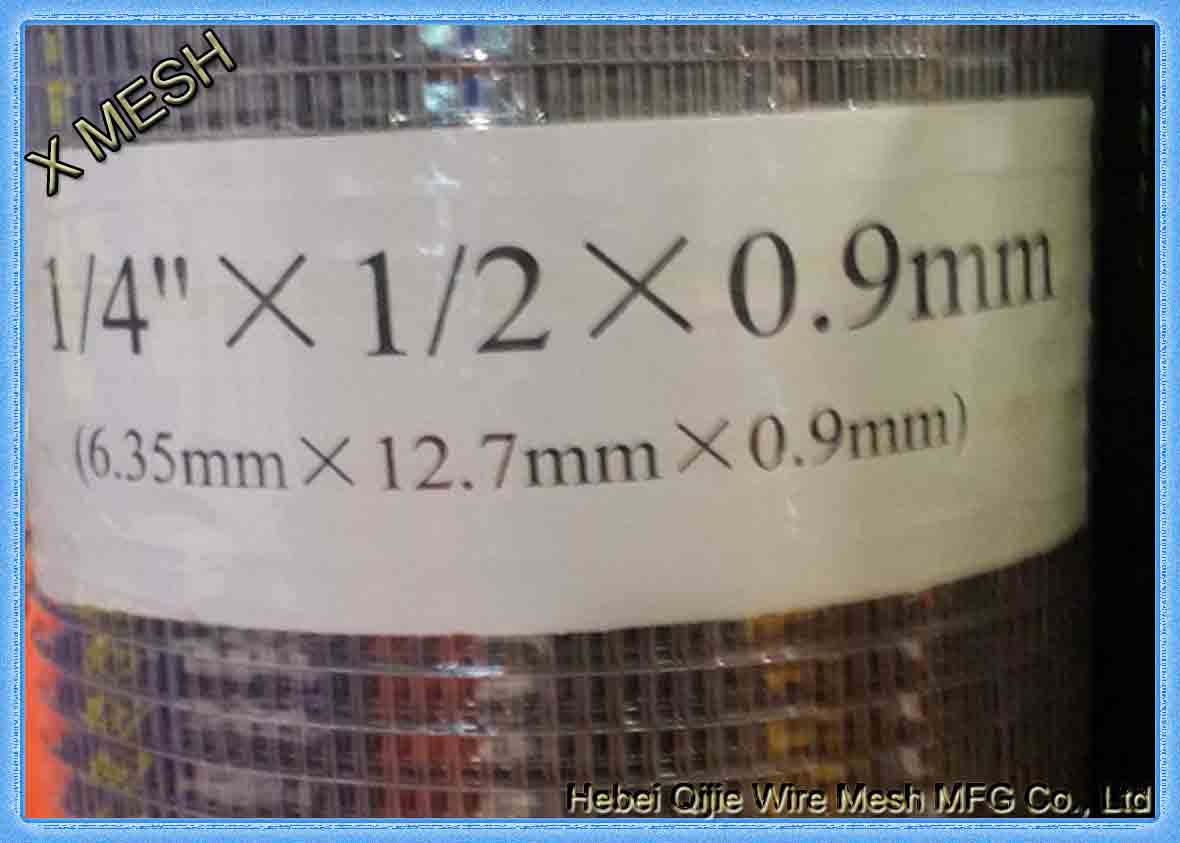 X MESH
1/4" × 1/2 × 0.9mm
(6.35mm × 12.7mm × 0.9mm)
Hebei Qijie Wire Mesh MFG Co., Ltd